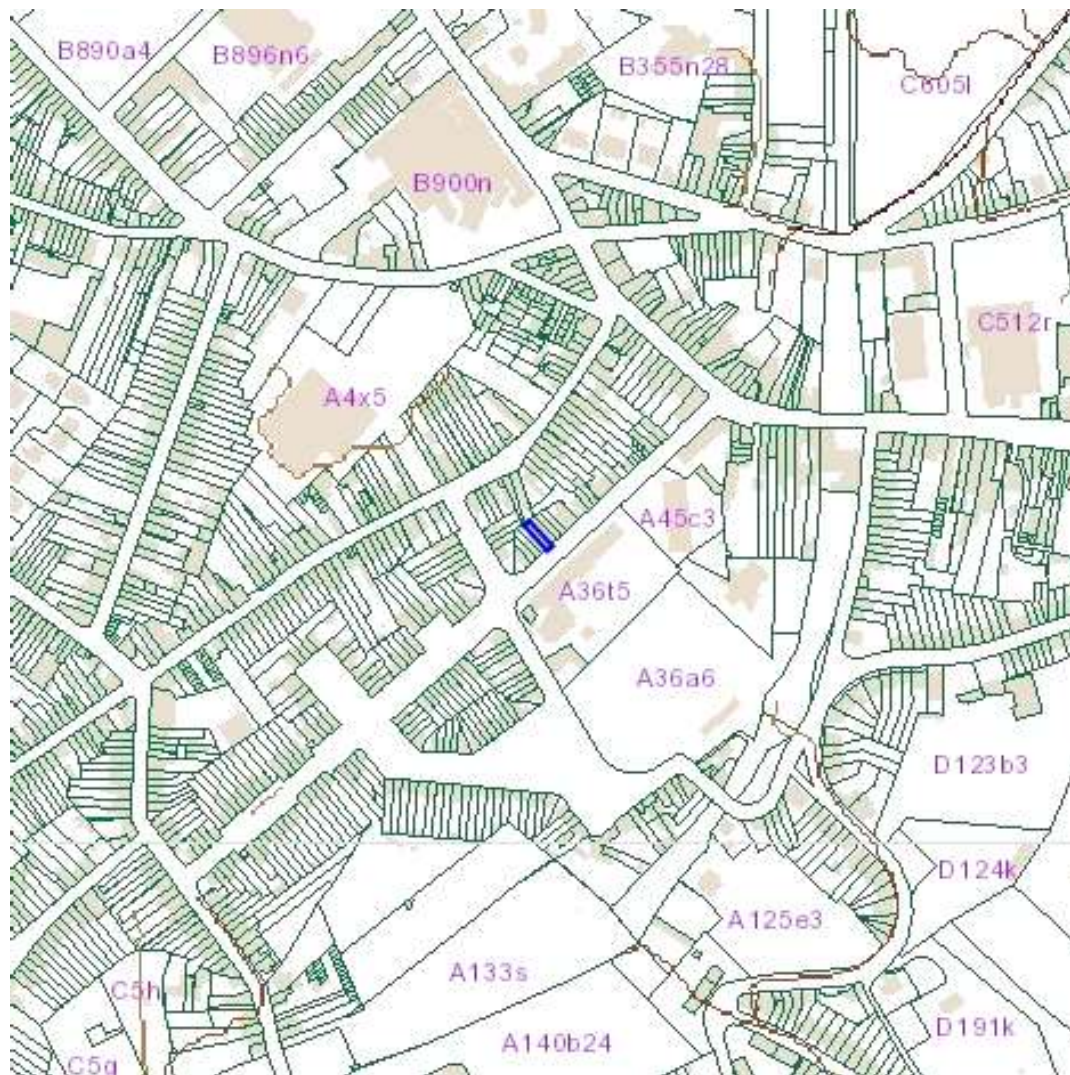 B890a4
B896n6
B355n28
C605l
B900n
C512r
A4x5
A45c3
A36t5
A36a6
D123b3
D124k
A125e3
A133s
C5h
D191k
A140b24
C5g